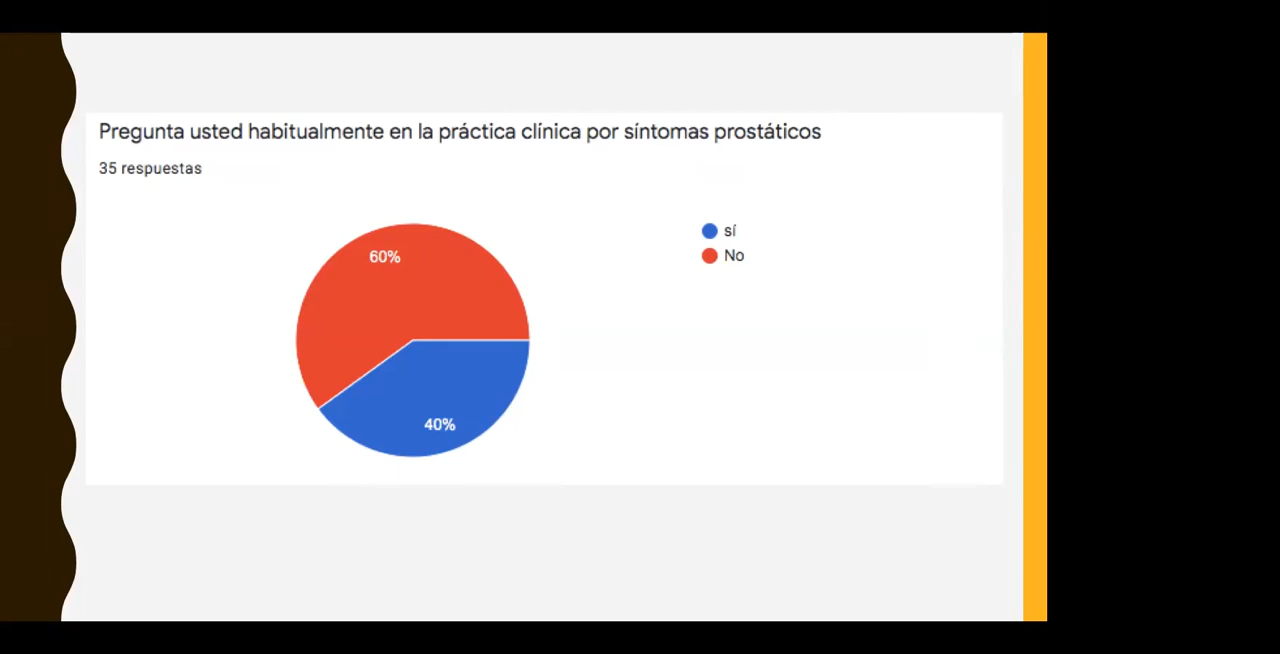 Pregunta usted habitualmente en la práctica clínica por síntomas prostáticos
35 respuestas
sí
No
60%
40%